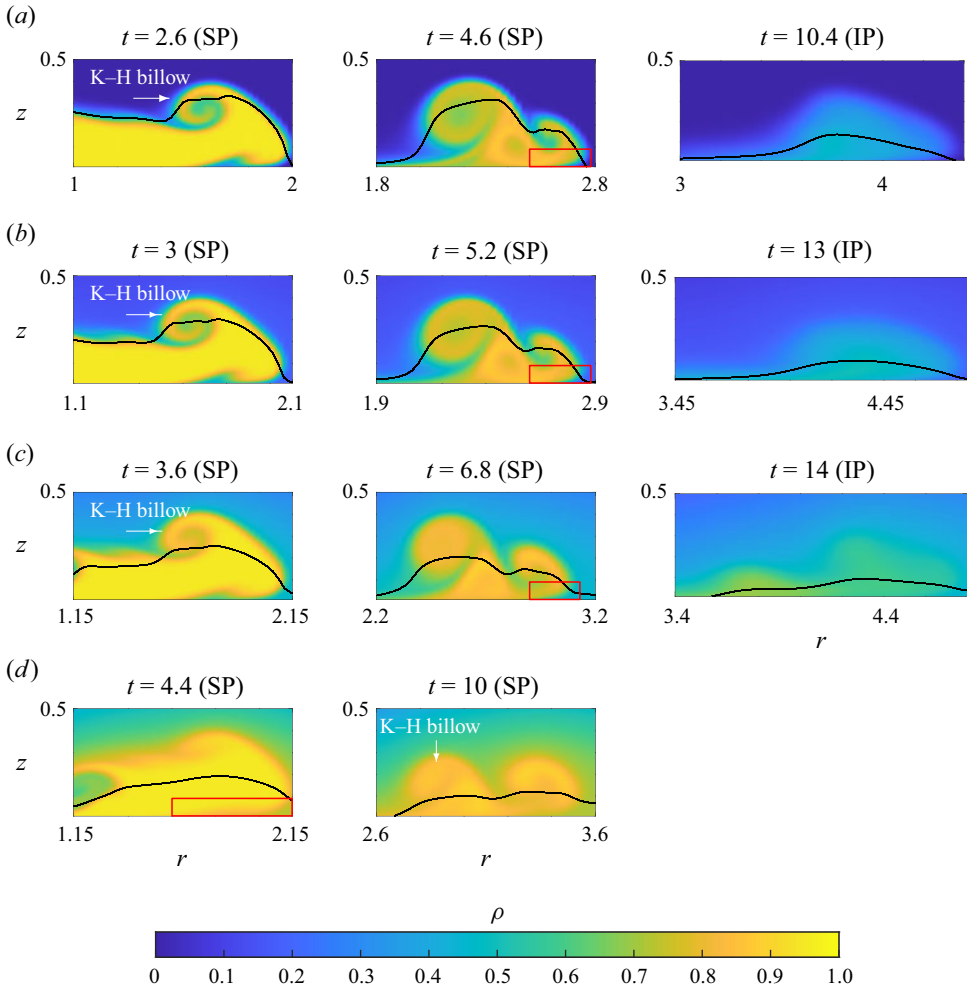 (a)
t = 2.6 (SP) t = 4.6 (SP) t = 10.4 (IP)
0.5 0.5 0.5
K–H billow
z
1 2 1.8 2.8 3 4
(b)
t = 3 (SP) t = 5.2 (SP) t = 13 (IP)
0.5 0.5 0.5
K–H billow
z
1.1 2.1 1.9 2.9 3.45 4.45
(c)
t = 3.6 (SP) t = 6.8 (SP) t = 14 (IP)
0.5 0.5 0.5
K–H billow
z
1.15 2.15 2.2 3.2 3.4 4.4
r
(d)
t = 4.4 (SP) t = 10 (SP)
0.5 0.5
K–H billow
z
1.15 2.15 2.6 3.6
r r
ρ
0 0.1 0.2 0.3 0.4 0.5 0.6 0.7 0.8 0.9 1.0